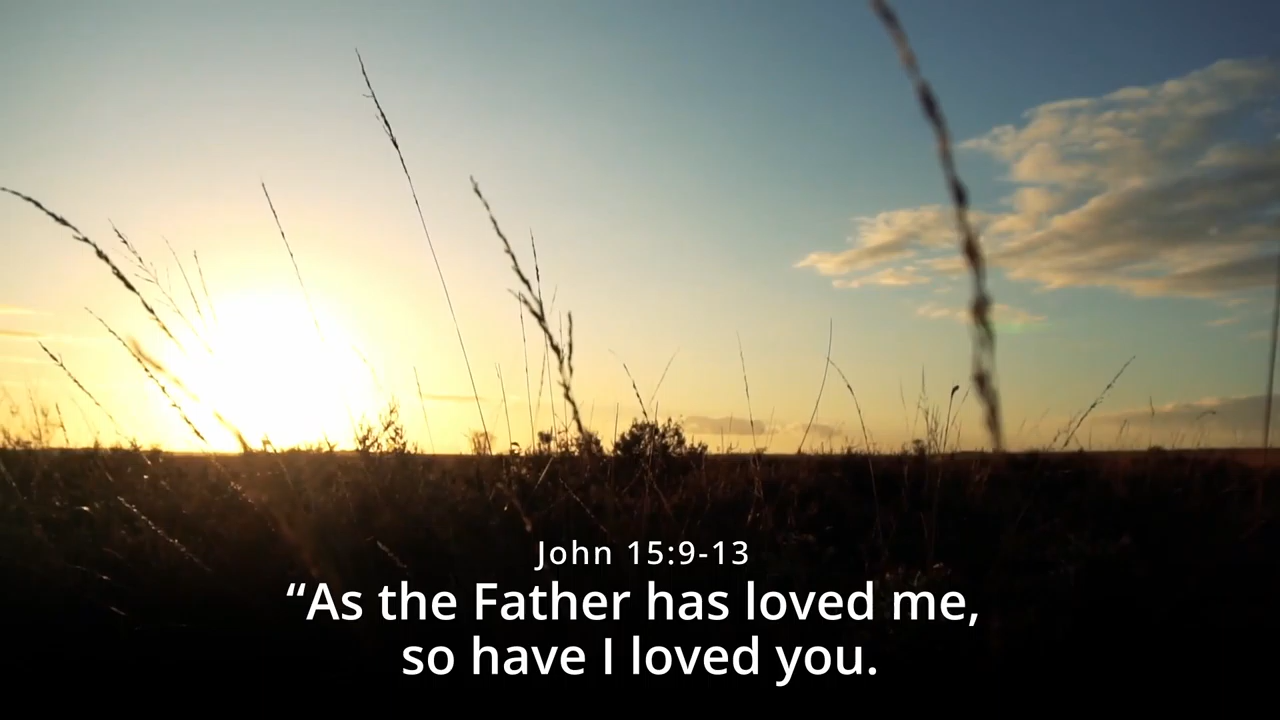 John 15:9-13
“As the Father has loved me,
so have I loved you.